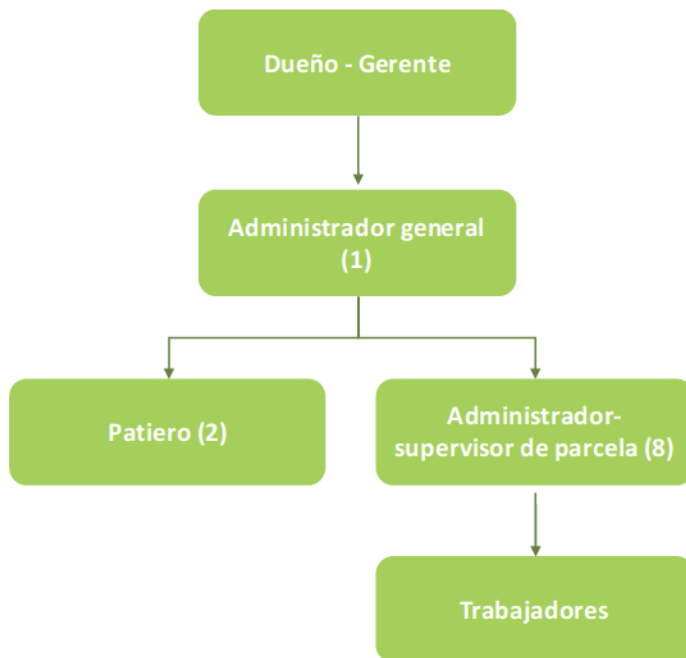 Dueño - Gerente
Administrador general
(1)
Patiero (2)
Administrador-
supervisor de parcela (8)
Trabajadores